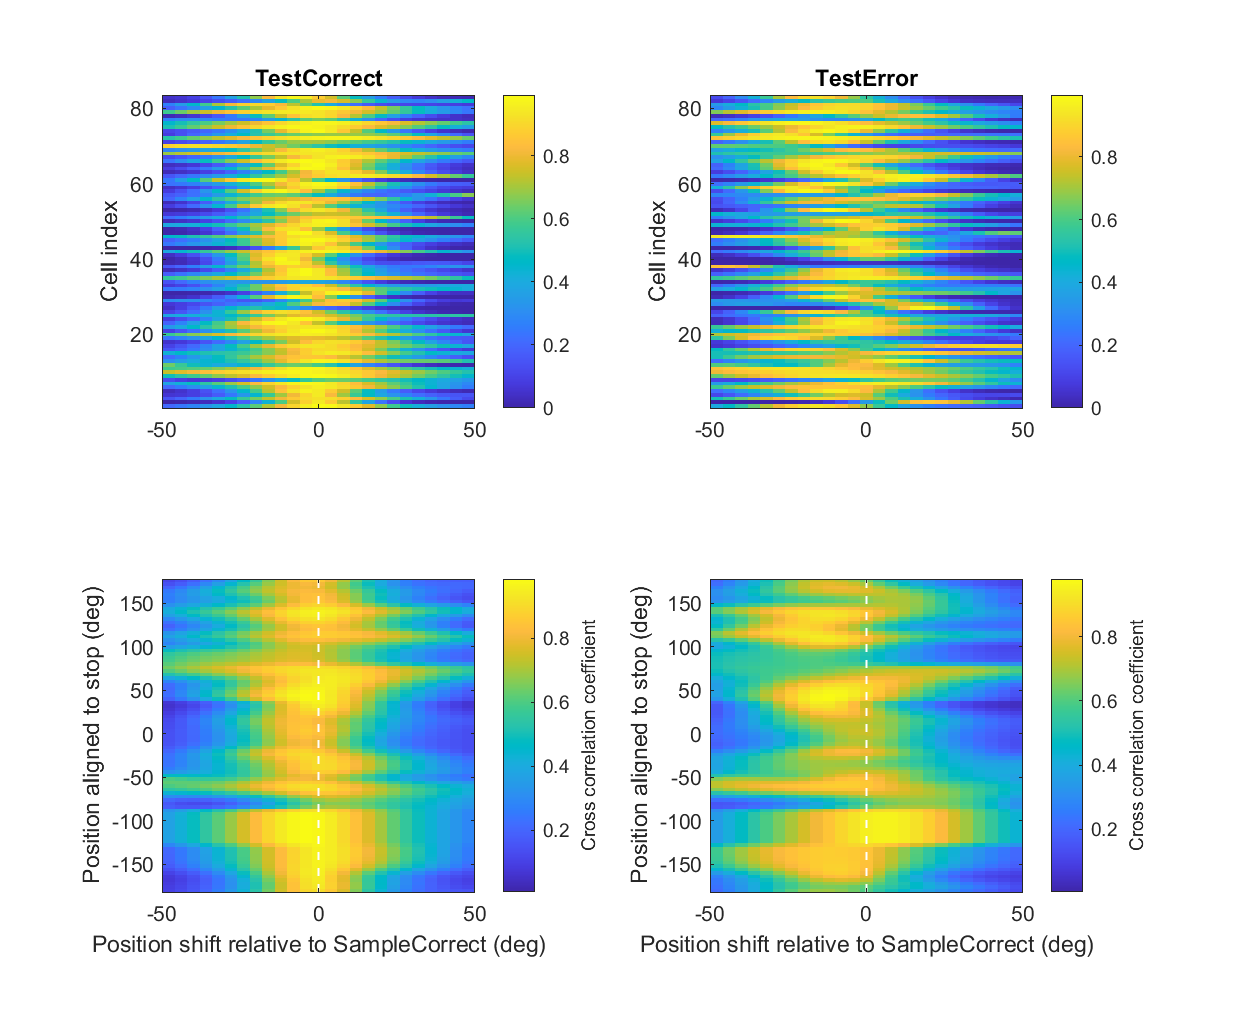 TestCorrect
80
60
40
20
Cell index
-50 0 50
0.8
0.6
0.4
0.2
0
TestError
80
60
40
20
Cell index
-50 0 50
0.8
0.6
0.4
0.2
0
150
100
50
0
-50
-100
-150
Position aligned to stop (deg)
-50 0 50
Position shift relative to SampleCorrect (deg)
0.8
0.6
0.4
0.2
Cross correlation coefficient
150
100
50
0
-50
-100
-150
Position aligned to stop (deg)
-50 0 50
Position shift relative to SampleCorrect (deg)
0.8
0.6
0.4
0.2
Cross correlation coefficient